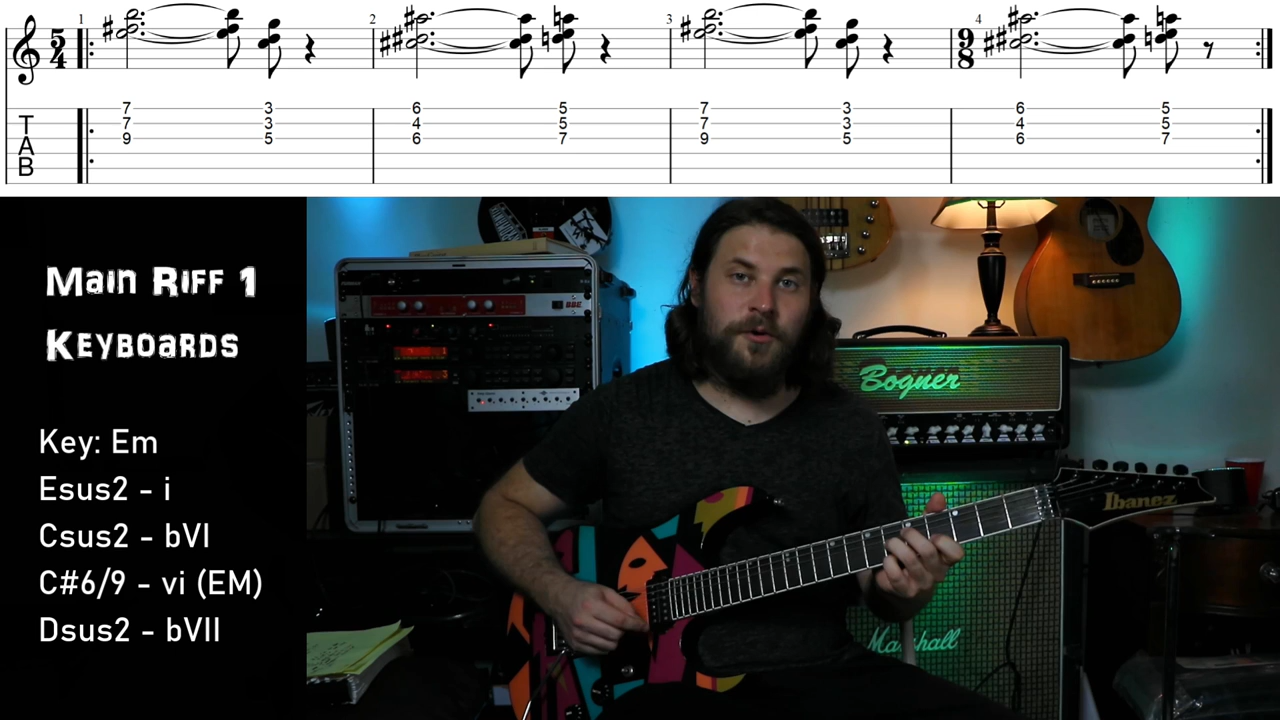 1 2 3 4
5 4 9 8
T 7 3 6 5 7 3 6 5
A 7 3 4 5 7 3 4 5
B 9 5 6 7 9 5 6 7
Main Riff 1
Keyboards
Key: Em
Esus2 - i
Csus2 - bVI
C#6/9 - vi (EM)
Dsus2 - bVII
BBE
Bogner
Ibanez
Marshall